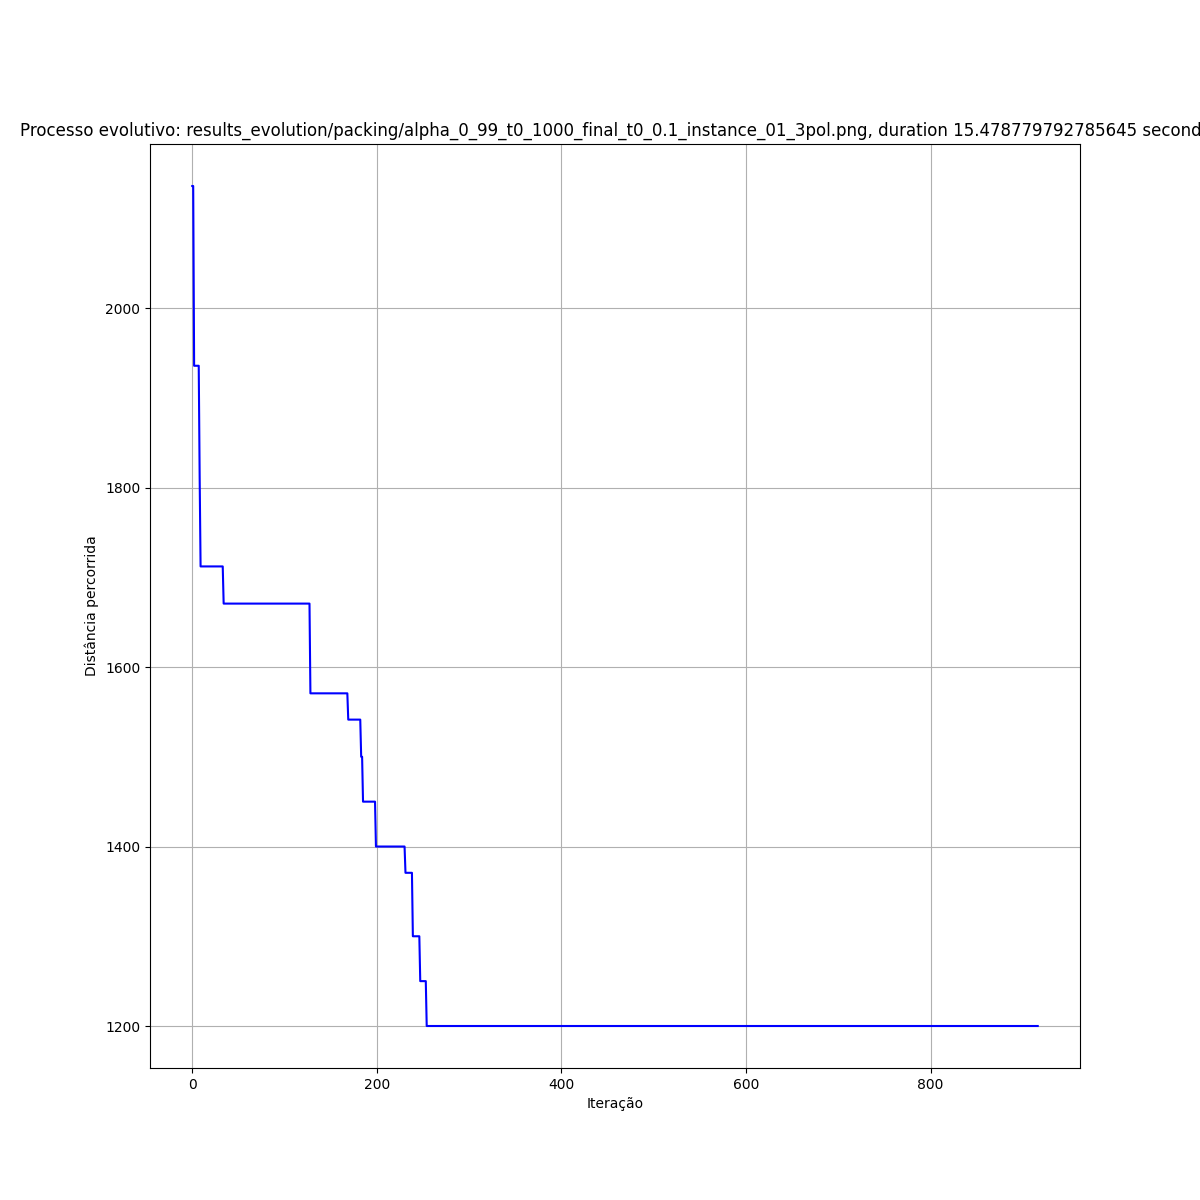 Processo evolutivo: results_evolution/packing/alpha_0_99_t0_1000_final_t0_0.1_instance_01_3pol.png, duration 15.478779792785645 second
2000
1800
1600
1400
1200
Distância percorrida
0 200 400 600 800
Iteração